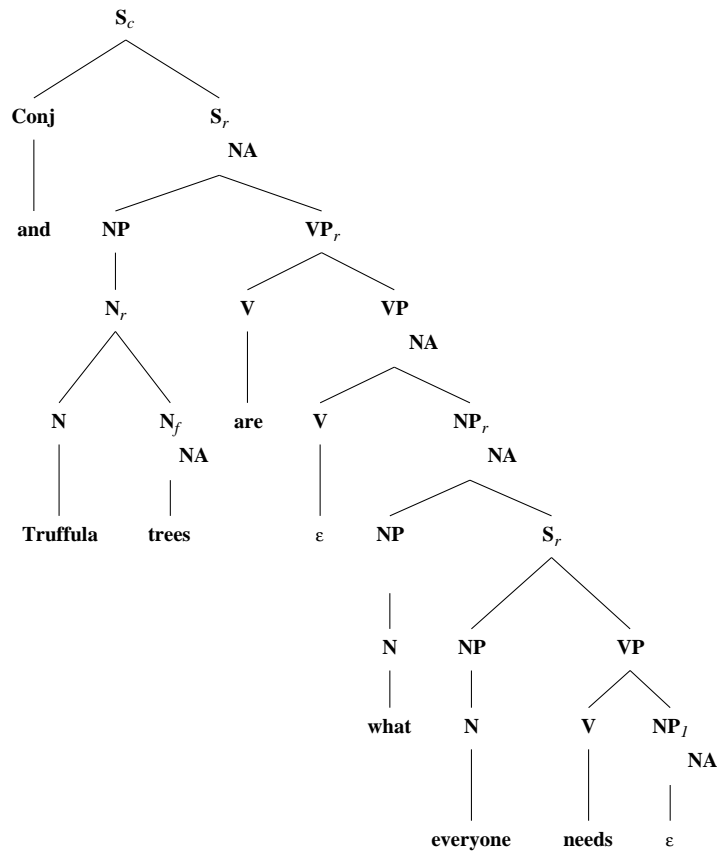 S_c
Conj S_r
NA
and NP VP_r
N_r V VP
NA
N N_f are V NP_r
NA NA
Truffula trees ε NP S_r
N NP VP
what N V NP_1
NA
everyone needs ε